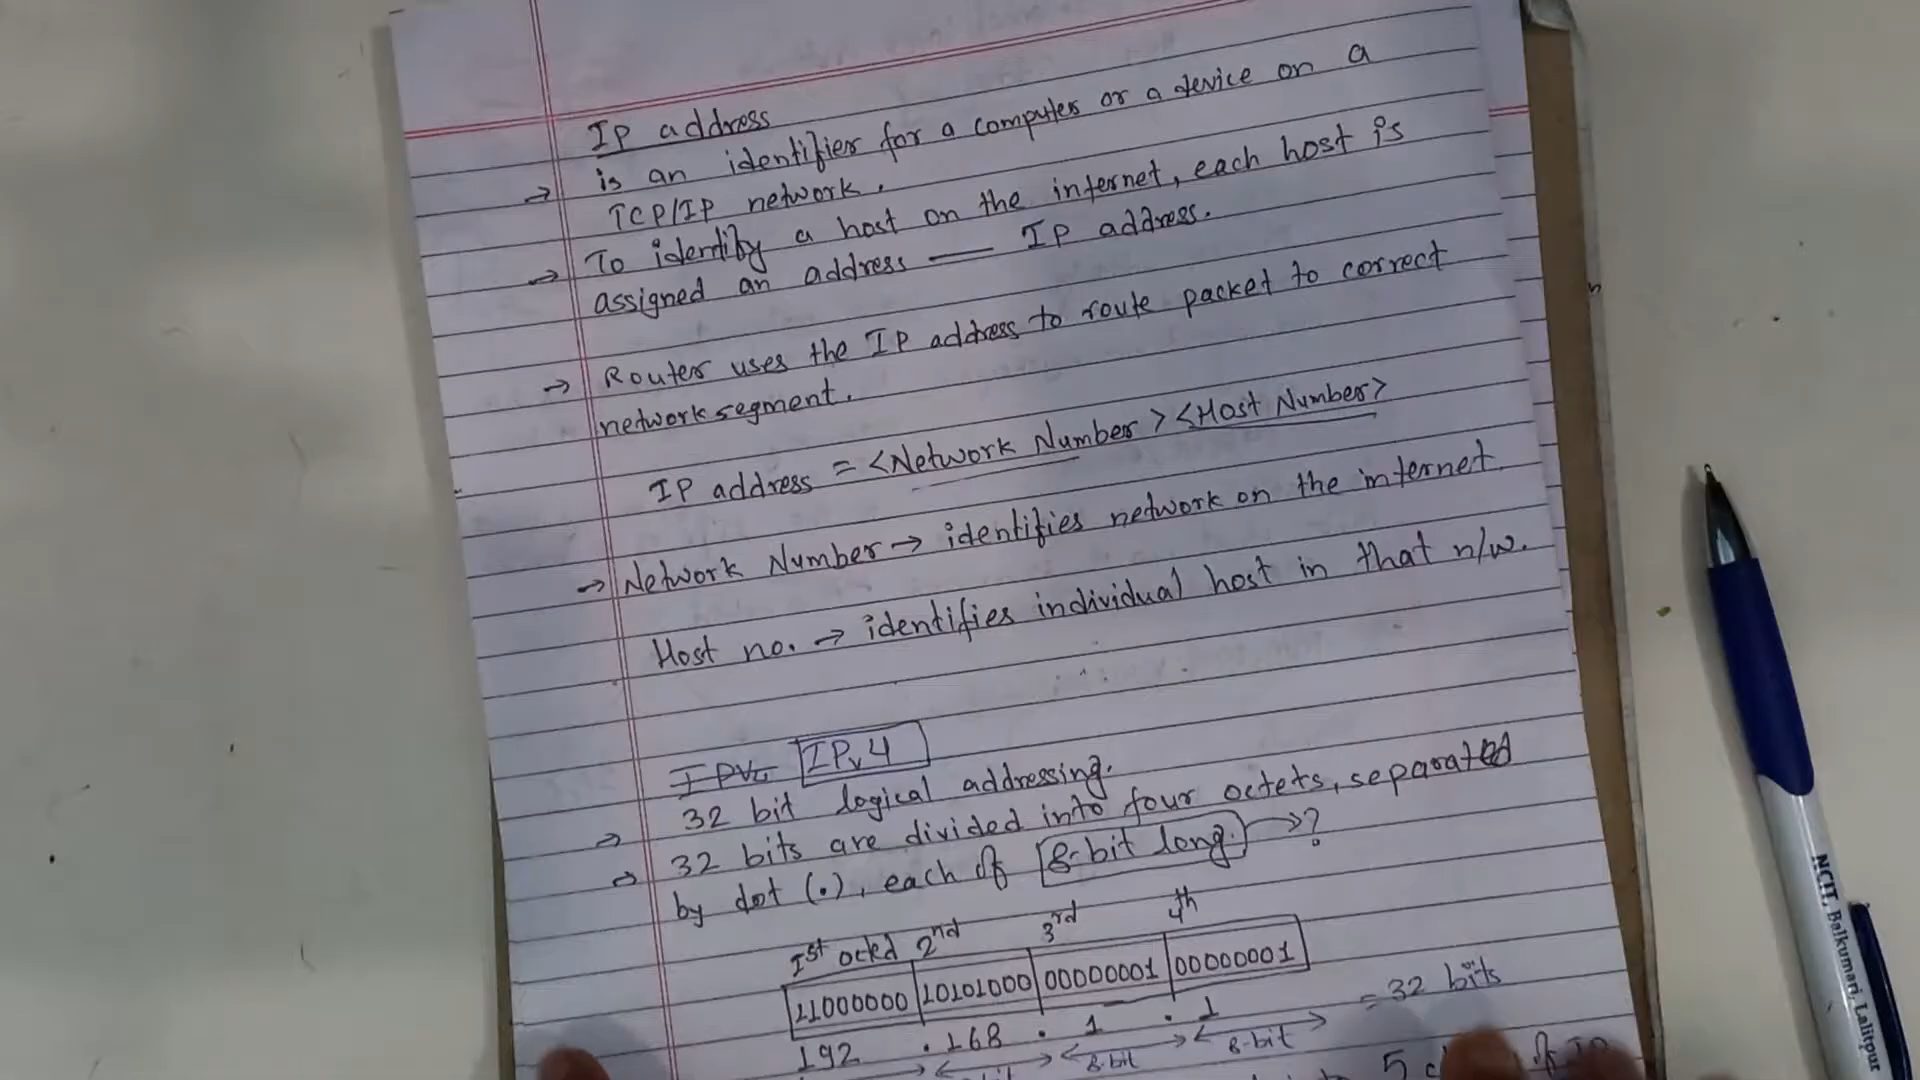 IP address
→ is an identifier for a computer or a device on a
TCP/IP network.
→ To identify a host on the internet, each host is
assigned an address — IP address.
→ Router uses the IP address to route packet to correct
network segment.
IP address = <Network Number> <Host Number>
→ Network Number → identifies network on the internet.
Host no. → identifies individual host in that n/w.
IPv4
→ 32 bit logical addressing.
→ 32 bits are divided into four octets, separated
by dot (.), each of 8-bit long. → ?
1st octed 2nd 3rd 4th
11000000 10101000 00000001 00000001
192 . 168 . 1 . 1 = 32 bits
8-bit 8-bit
5
NCIT, Balkumari, Lalitpur